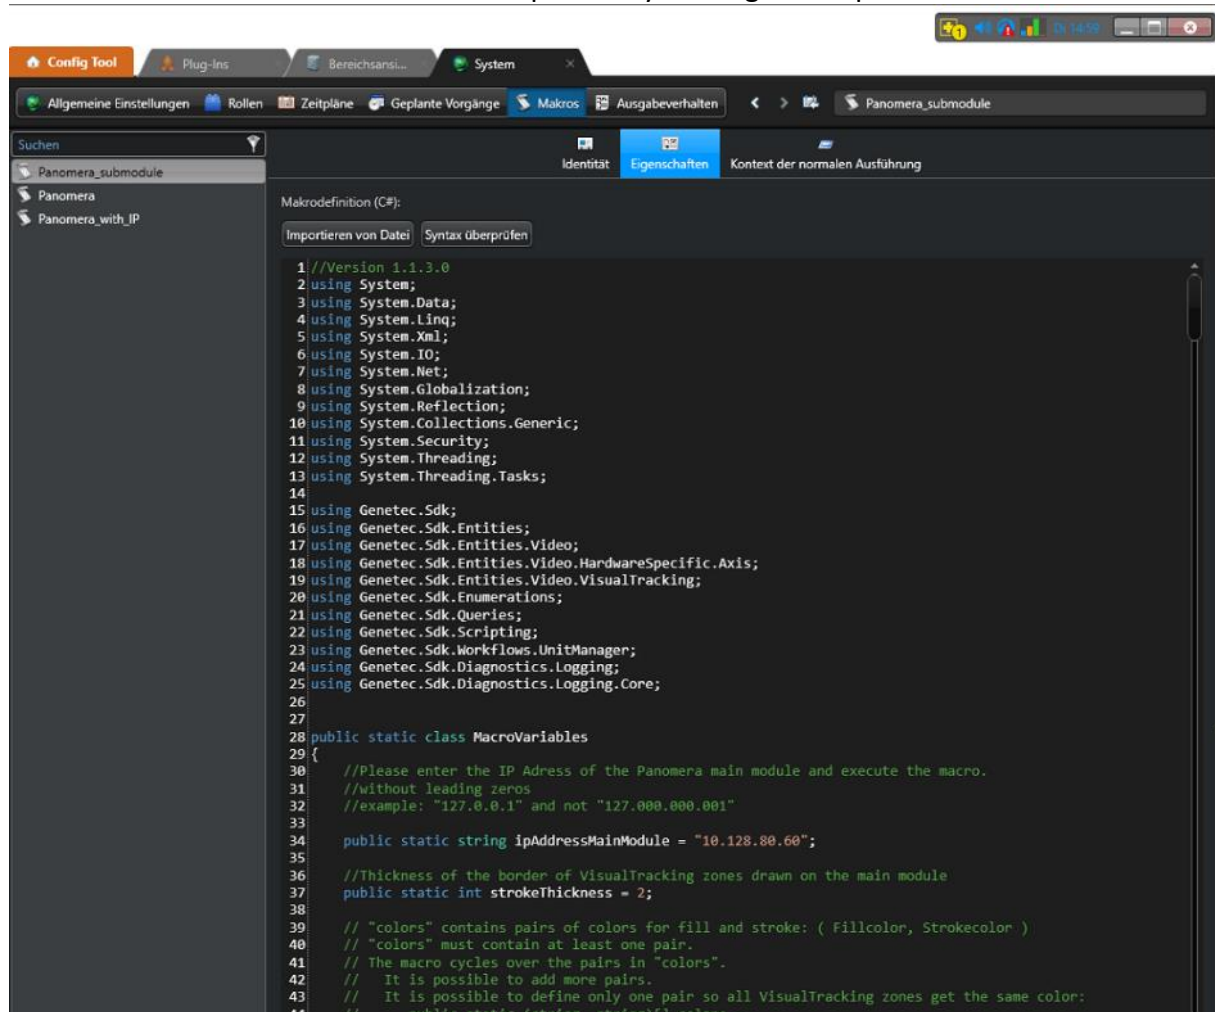 1
Di 14:59
Config Tool
Plug-Ins
Bereichsansi...
System
Allgemeine Einstellungen
Rollen
Zeitpläne
Geplante Vorgänge
Makros
Ausgabeverhalten
Panomera_submodule
Suchen
Panomera_submodule
Panomera
Panomera_with_IP
Identität
Eigenschaften
Kontext der normalen Ausführung
Makrodefinition (C#):
Importieren von Datei
Syntax überprüfen
1 //Version 1.1.3.0
2 using System;
3 using System.Data;
4 using System.Linq;
5 using System.Xml;
6 using System.IO;
7 using System.Net;
8 using System.Globalization;
9 using System.Reflection;
10 using System.Collections.Generic;
11 using System.Security;
12 using System.Threading;
13 using System.Threading.Tasks;
14
15 using Genetec.Sdk;
16 using Genetec.Sdk.Entities;
17 using Genetec.Sdk.Entities.Video;
18 using Genetec.Sdk.Entities.Video.HardwareSpecific.Axis;
19 using Genetec.Sdk.Entities.Video.VisualTracking;
20 using Genetec.Sdk.Enumerations;
21 using Genetec.Sdk.Queries;
22 using Genetec.Sdk.Scripting;
23 using Genetec.Sdk.Workflows.UnitManager;
24 using Genetec.Sdk.Diagnostics.Logging;
25 using Genetec.Sdk.Diagnostics.Logging.Core;
26
27
28 public static class MacroVariables
29 {
30 //Please enter the IP Adress of the Panomera main module and execute the macro.
31 //without leading zeros
32 //example: "127.0.0.1" and not "127.000.000.001"
33
34 public static string ipAddressMainModule = "10.128.80.60";
35
36 //Thickness of the border of VisualTracking zones drawn on the main module
37 public static int strokeThickness = 2;
38
39 // "colors" contains pairs of colors for fill and stroke: ( Fillcolor, Strokecolor )
40 // "colors" must contain at least one pair.
41 // The macro cycles over the pairs in "colors".
42 // It is possible to add more pairs.
43 // It is possible to define only one pair so all VisualTracking zones get the same color: